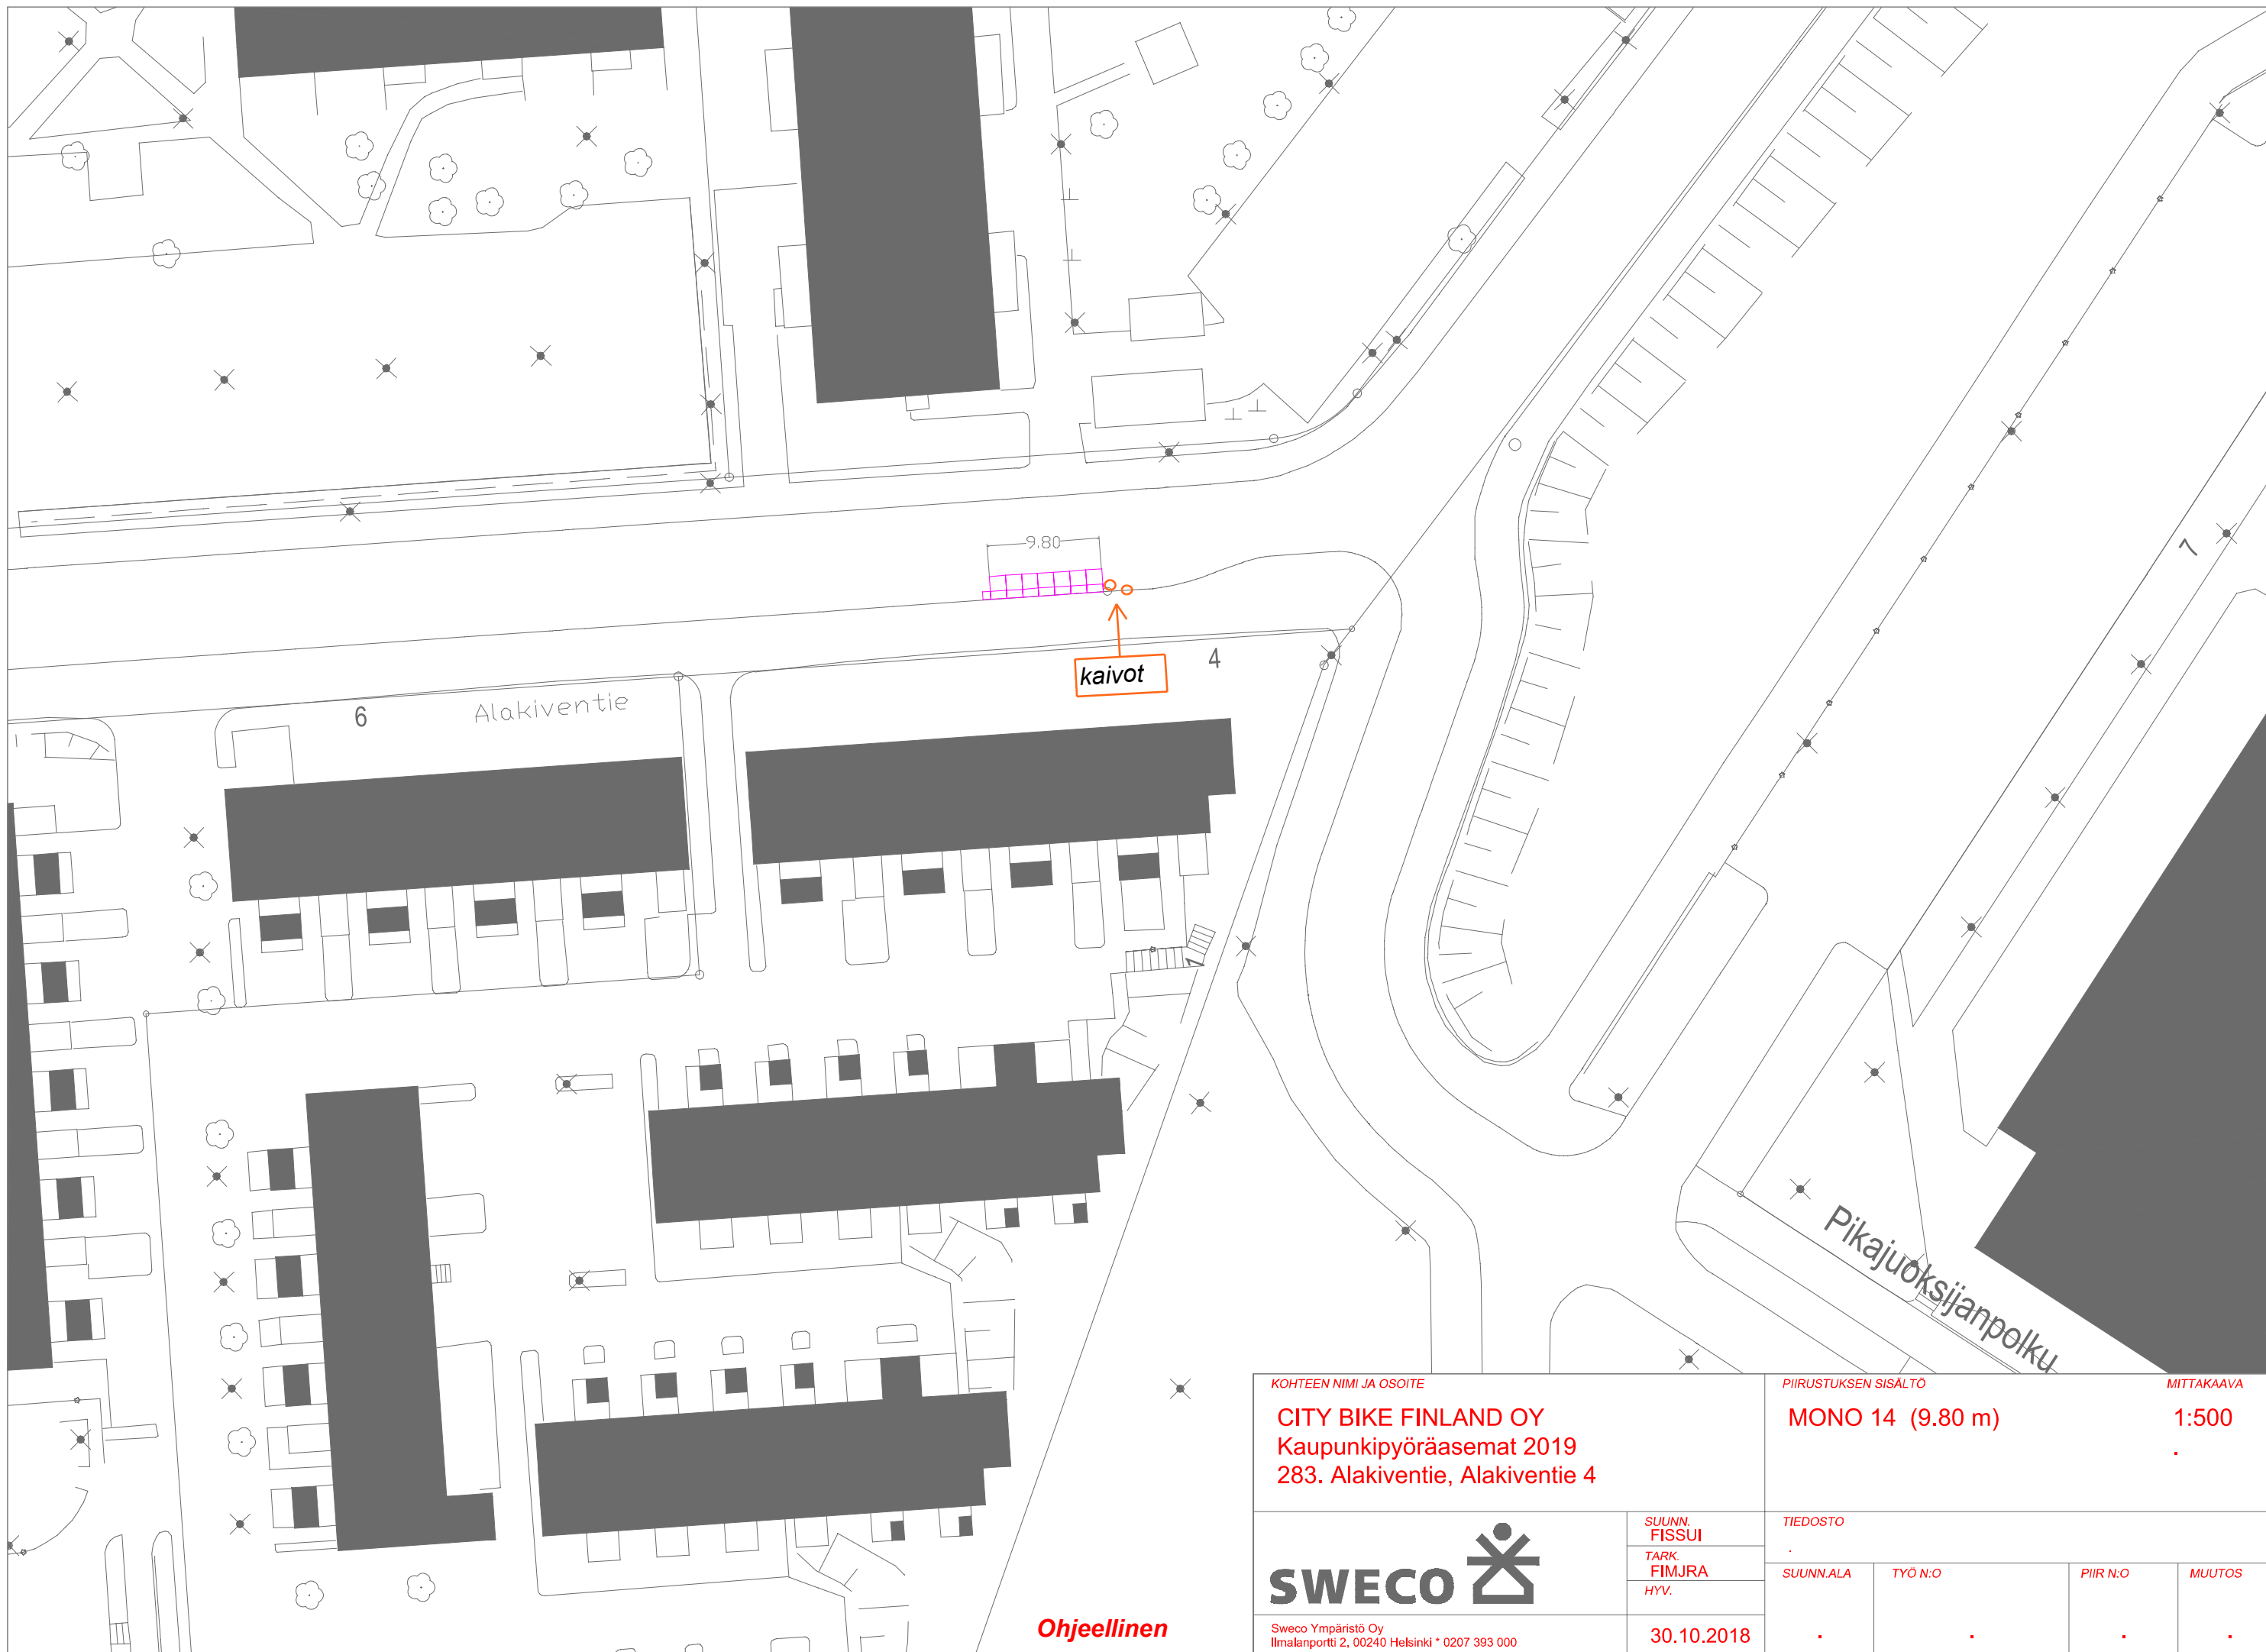 9.80
kaivot
4
6
Alakiventie
7
1
Pikajuoksijanpolku
Ohjeellinen
KOHTEEN NIMI JA OSOITE
CITY BIKE FINLAND OY
Kaupunkipyöräasemat 2019
283. Alakiventie, Alakiventie 4
PIIRUSTUKSEN SISÄLTÖ
MITTAKAAVA
MONO 14 (9.80 m)
1:500
.
SWECO
SUUNN.
FISSUI
TARK.
FIMJRA
HYV.
TIEDOSTO
.
SUUNN.ALA
TYÖ N:O
PIIR N:O
MUUTOS
Sweco Ympäristö Oy
Ilmalanportti 2, 00240 Helsinki * 0207 393 000
30.10.2018
. . . .